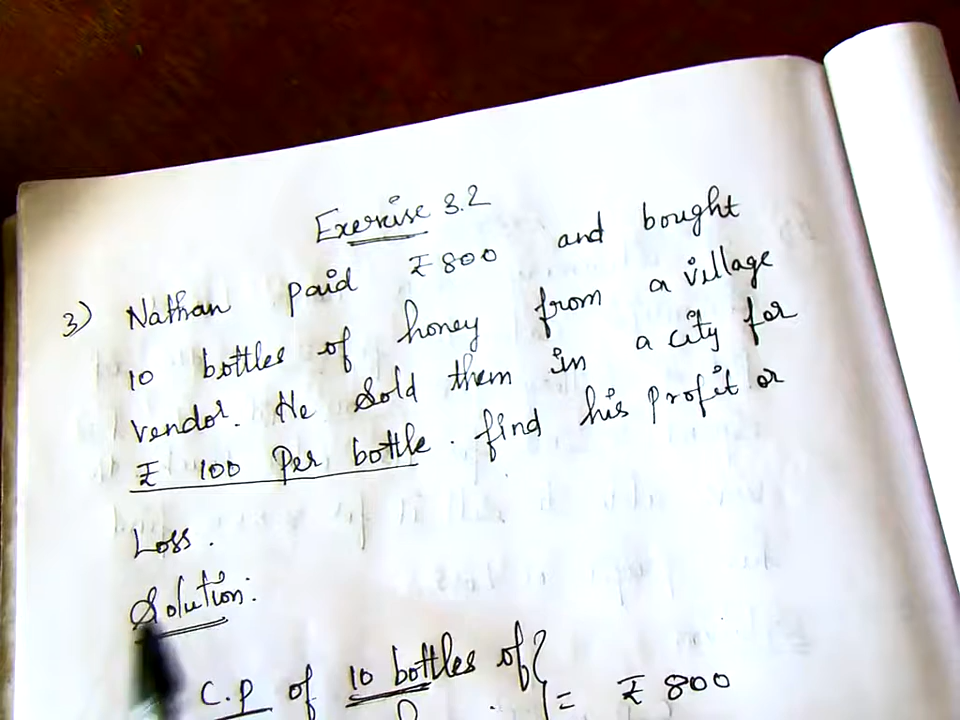 Exercise 3.2
3) Nathan paid ₹ 800 and bought
10 bottles of honey from a village
vendor. He sold them in a city for
₹ 100 per bottle. find his profit or
Loss.
Solution:
C.P of 10 bottles of } = ₹ 800